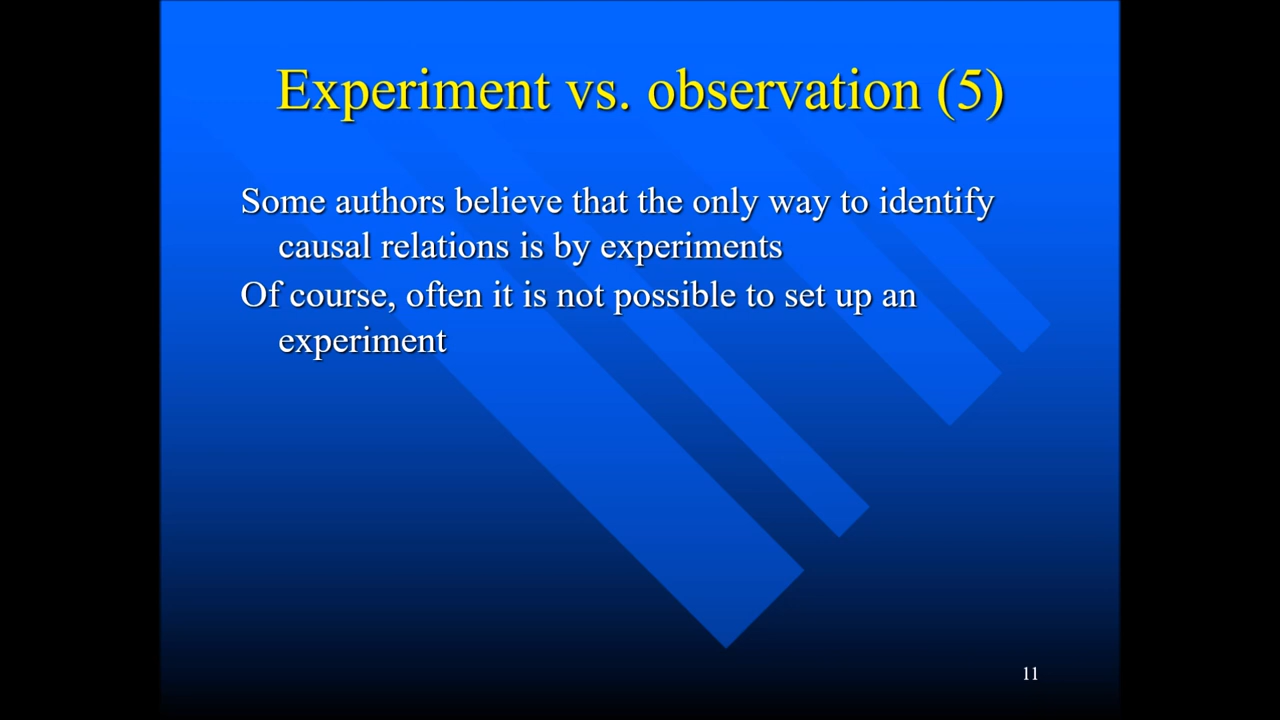 Experiment vs. observation (5)
Some authors believe that the only way to identify
causal relations is by experiments
Of course, often it is not possible to set up an
experiment
11